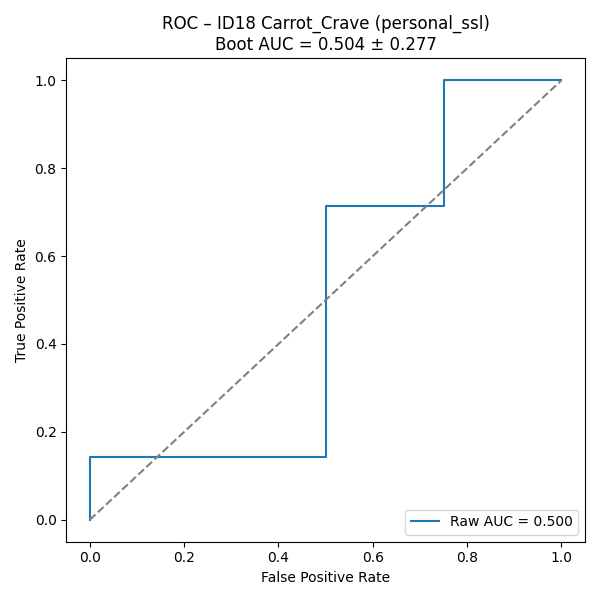 ROC – ID18 Carrot_Crave (personal_ssl)
Boot AUC = 0.504 ± 0.277
True Positive Rate
1.0
0.8
0.6
0.4
0.2
0.0
Raw AUC = 0.500
0.0 0.2 0.4 0.6 0.8 1.0
False Positive Rate